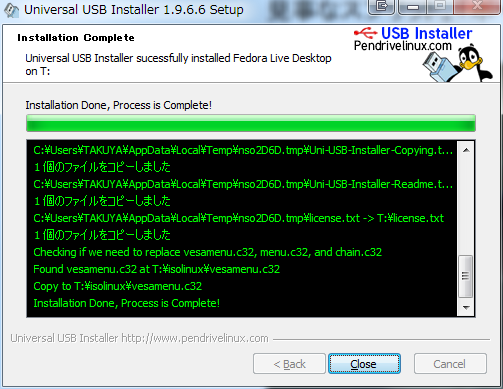 Universal USB Installer 1.9.6.6 Setup
Installation Complete
Universal USB Installer sucessfully installed Fedora Live Desktop
on T:
USB Installer
Pendrivelinux.com
Installation Done, Process is Complete!
C:¥Users¥TAKUYA¥AppData¥Local¥Temp¥nso2D6D.tmp¥Uni-USB-Installer-Copying.t...
1 個のファイルをコピーしました
C:¥Users¥TAKUYA¥AppData¥Local¥Temp¥nso2D6D.tmp¥Uni-USB-Installer-Readme.t...
1 個のファイルをコピーしました
C:¥Users¥TAKUYA¥AppData¥Local¥Temp¥nso2D6D.tmp¥license.txt -> T:¥license.txt
1 個のファイルをコピーしました
Checking if we need to replace vesamenu.c32, menu.c32, and chain.c32
Found vesamenu.c32 at T:¥isolinux¥vesamenu.c32
Copy to T:¥isolinux¥vesamenu.c32
Installation Done, Process is Complete!
Universal USB Installer http://www.pendrivelinux.com
< Back
Close
Cancel